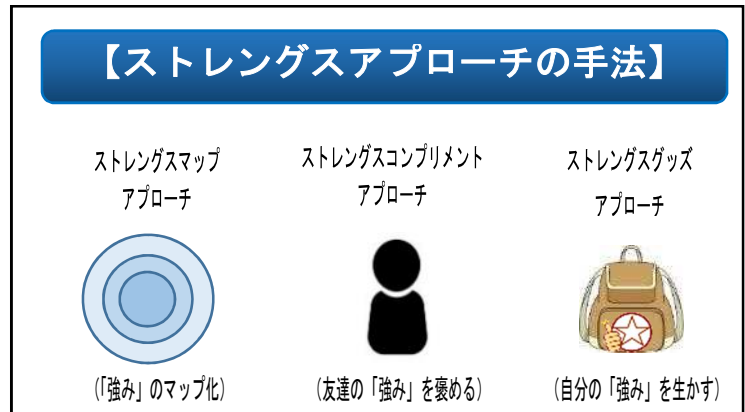 【ストレングスアプローチの手法】
ストレングスマップ
アプローチ
ストレングスコンプリメント
アプローチ
ストレングスグッズ
アプローチ
(「強み」のマップ化)
(友達の「強み」を褒める)
(自分の「強み」を生かす)